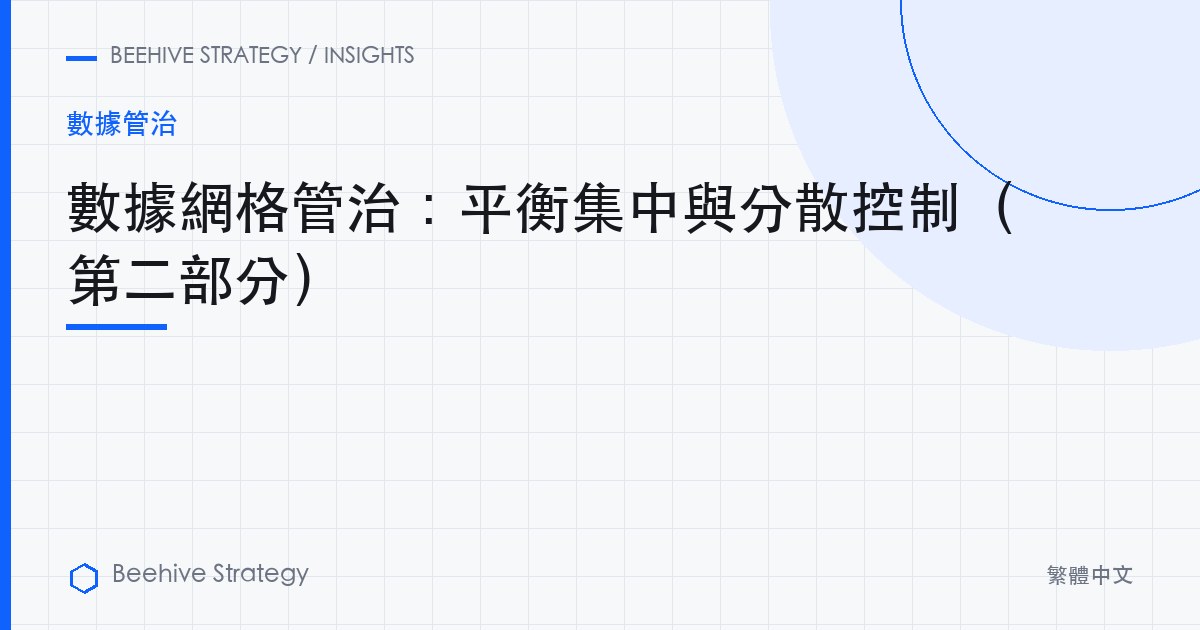 BEEHIVE STRATEGY / INSIGHTS
數據管治
數據網格管治：平衡集中與分散控制（
第二部分）
Beehive Strategy
繁體中文